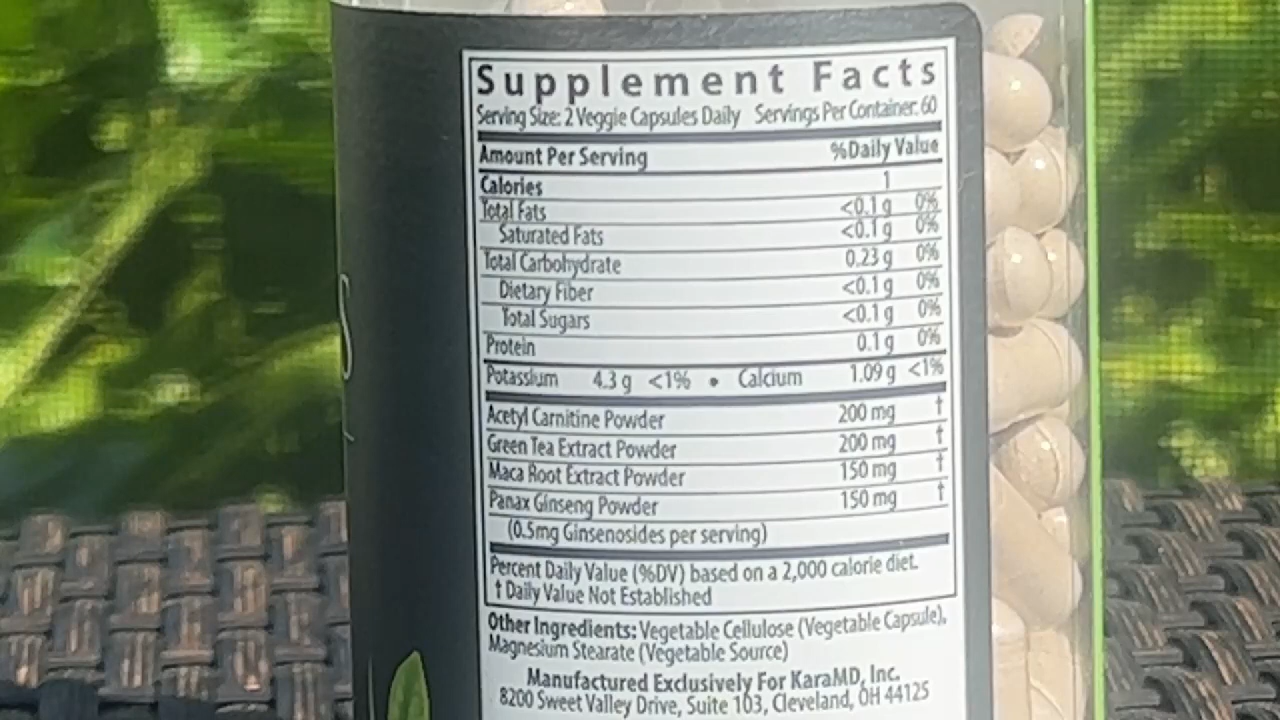 Supplement Facts
Serving Size: 2 Veggie Capsules Daily Servings Per Container: 60
Amount Per Serving %Daily Value
Calories 1
Total Fats <0.1 g 0%
Saturated Fats <0.1 g 0%
Total Carbohydrate 0.23 g 0%
Dietary Fiber <0.1 g 0%
Total Sugars <0.1 g 0%
Protein 0.1 g 0%
Potassium 4.3 g <1% • Calcium 1.09 g <1%
Acetyl Carnitine Powder 200 mg †
Green Tea Extract Powder 200 mg †
Maca Root Extract Powder 150 mg †
Panax Ginseng Powder 150 mg †
(0.5mg Ginsenosides per serving)
Percent Daily Value (%DV) based on a 2,000 calorie diet.
† Daily Value Not Established
Other Ingredients: Vegetable Cellulose (Vegetable Capsule),
Magnesium Stearate (Vegetable Source)
Manufactured Exclusively For KaraMD, Inc.
8200 Sweet Valley Drive, Suite 103, Cleveland, OH 44125